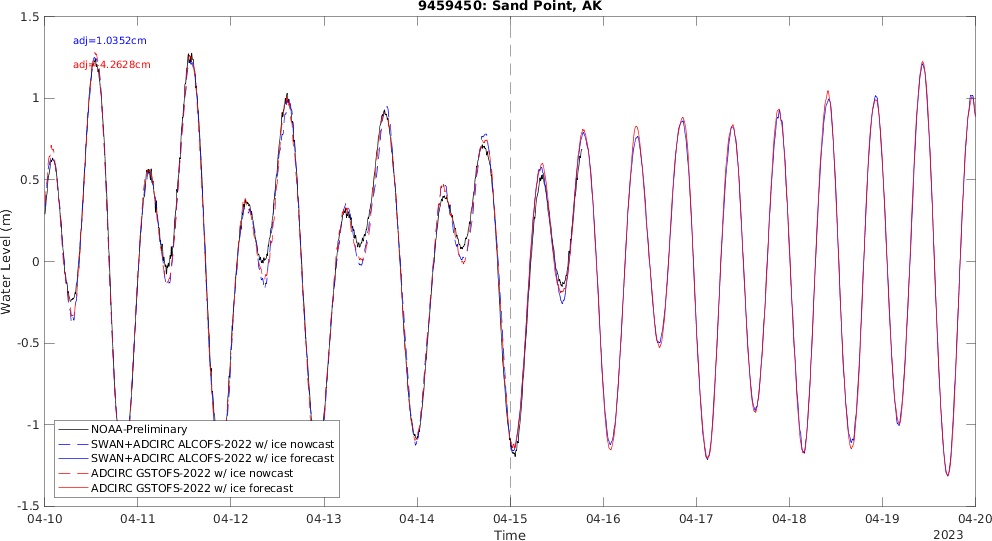 9459450: Sand Point, AK
adj=1.0352cm
adj=-4.2628cm
Water Level (m)
1.5
1
0.5
0
-0.5
-1
-1.5
NOAA-Preliminary
SWAN+ADCIRC ALCOFS-2022 w/ ice nowcast
SWAN+ADCIRC ALCOFS-2022 w/ ice forecast
ADCIRC GSTOFS-2022 w/ ice nowcast
ADCIRC GSTOFS-2022 w/ ice forecast
04-10 04-11 04-12 04-13 04-14 04-15 04-16 04-17 04-18 04-19 04-20
Time
2023